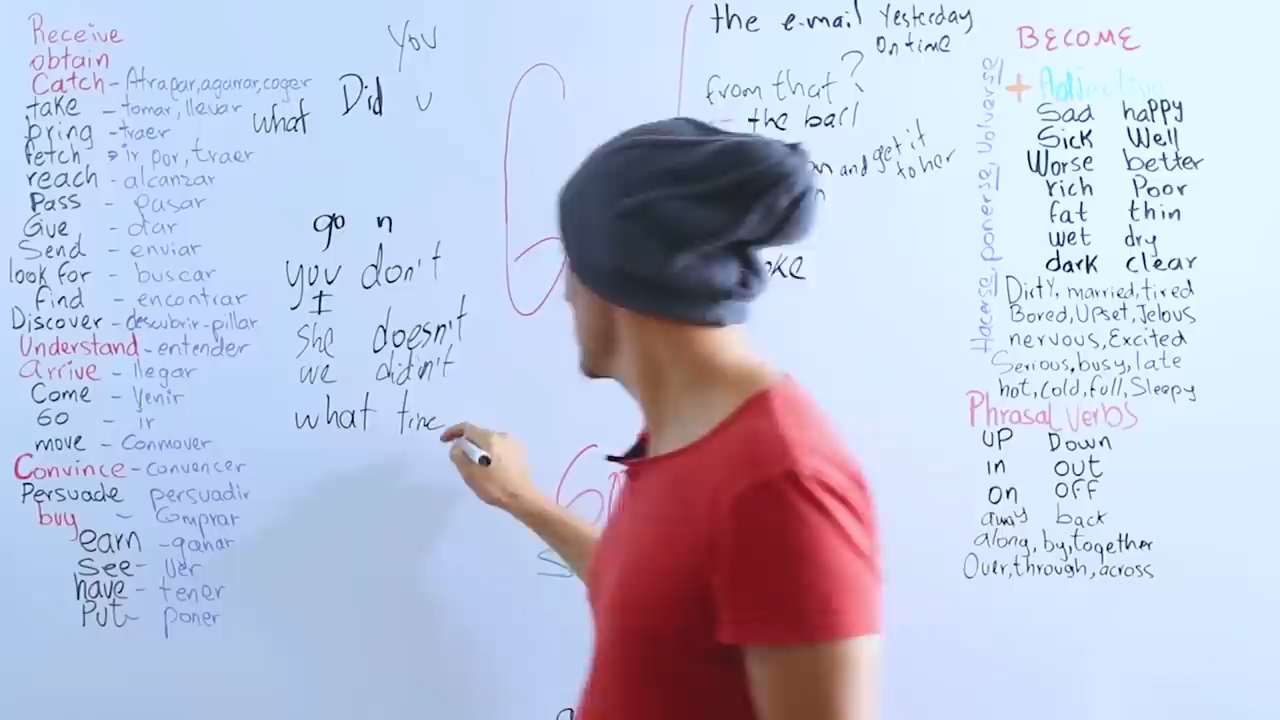 Receive
obtain
Catch - Atrapar, agarrar, coger
take - tomar, llevar
bring - traer
fetch - ir, por, traer
reach - alcanzar
Pass - pasar
Give - dar
Send - enviar
look for - buscar
find - encontrar
Discover - descubrir - pillar
Understand - entender
arrive - llegar
Come - venir
GO - ir
move - Conmover
Convince - convencer
Persuade persuadir
buy - Comprar
earn - ganar
See - ver
have - tener
Put - poner
You
what Did u
go n
you don't
I
she doesn't
we didn't
what time
the e-mail Yesterday
on time
from that?
the ball
and get it
to her
BECOME
+ Adjective
Hacerse, ponerse, Volverse
Sad happy
Sick Well
Worse better
rich Poor
fat thin
wet dry
dark clear
Dirty, married, tired
Bored, UPset, Jelous
nervous, Excited
Serious, busy, late
hot, Cold, full, Sleepy
Phrasal Verbs
UP Down
in out
on OFF
away back
along, by, together
Over, through, across